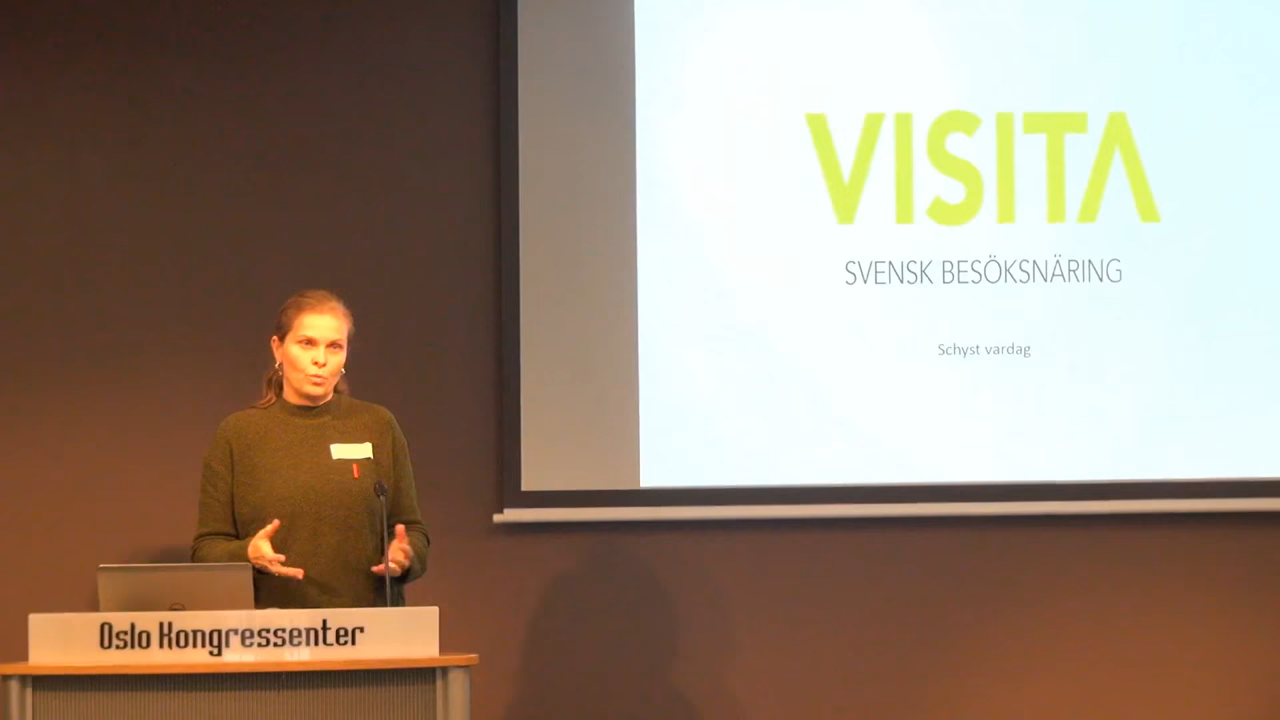 VISITA
SVENSK BESÖKSNÄRING
Schyst vardag
Oslo Kongressenter